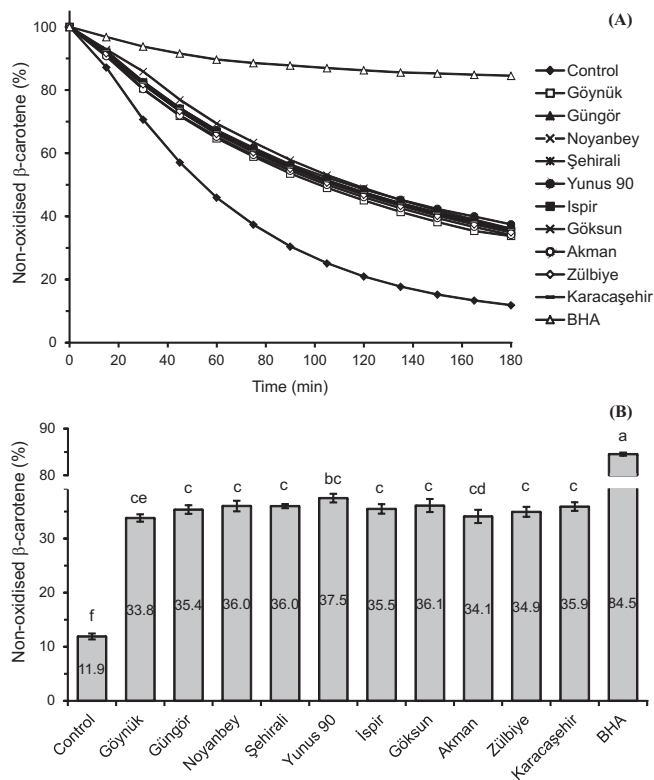 (A)
Non-oxidised β-carotene (%)
100
80
60
40
20
0
0 20 40 60 80 100 120 140 160 180
Time (min)
Control
Göynük
Güngör
Noyanbey
Şehirali
Yunus 90
Ispir
Göksun
Akman
Zülbiye
Karacaşehir
BHA
(B)
Non-oxidised β-carotene (%)
90
80
30
20
10
0
f ce c c c bc c c cd c c a
11.9 33.8 35.4 36.0 36.0 37.5 35.5 36.1 34.1 34.9 35.9 84.5
Control Göynük Güngör Noyanbey Şehirali Yunus 90 İspir Göksun Akman Zülbiye Karacaşehir BHA